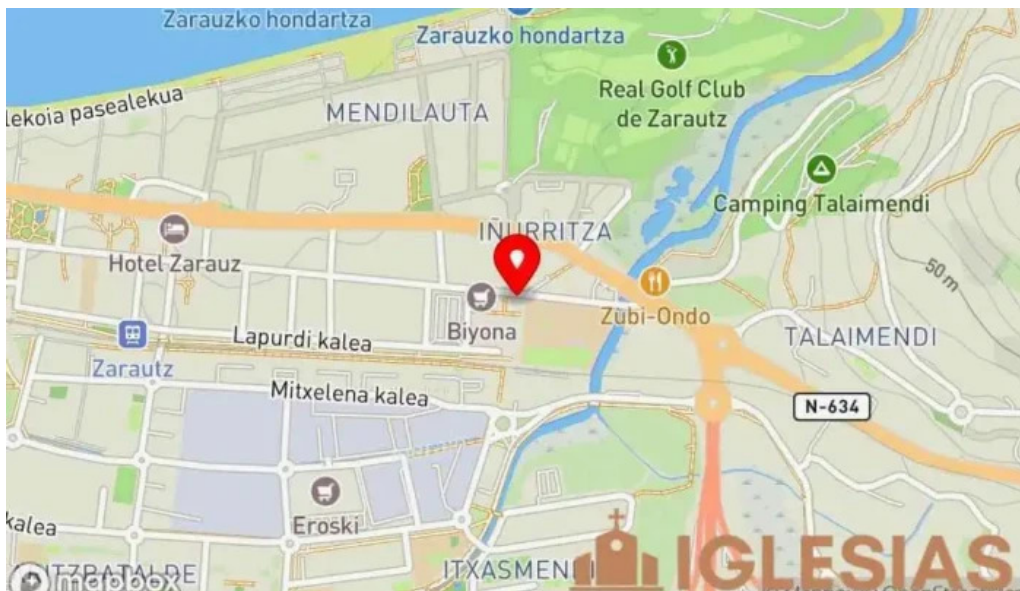 Zarauzko hondartza
Zarauzko hondartza
Real Golf Club
de Zarautz
lekoia pasealekua
MENDILAUTA
Camping Talaimendi
IÑURRITZA
Hotel Zarauz
50 m
Biyona
Zubi-Ondo
Lapurdi kalea
TALAIMENDI
Zarautz
Mitxelena kalea
N-634
Eroski
kalea
ITXASMENDI
IGLESIAS
mapbox